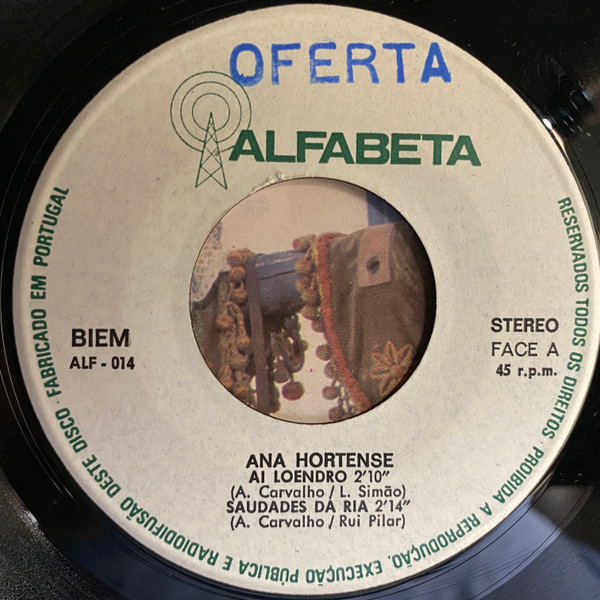 OFERTA
ALFABETA
BIEM
ALF - 014
STEREO
FACE A
45 r.p.m.
ANA HORTENSE
AI LOENDRO 2'10"
(A. Carvalho / L. Simão)
SAUDADES DA RIA 2'14"
(A. Carvalho / Rui Pilar)
RESERVADOS TODOS OS DIREITOS · PROIBIDA A REPRODUÇÃO, EXECUÇÃO PÚBLICA E RADIODIFUSÃO DESTE DISCO · FABRICADO EM PORTUGAL